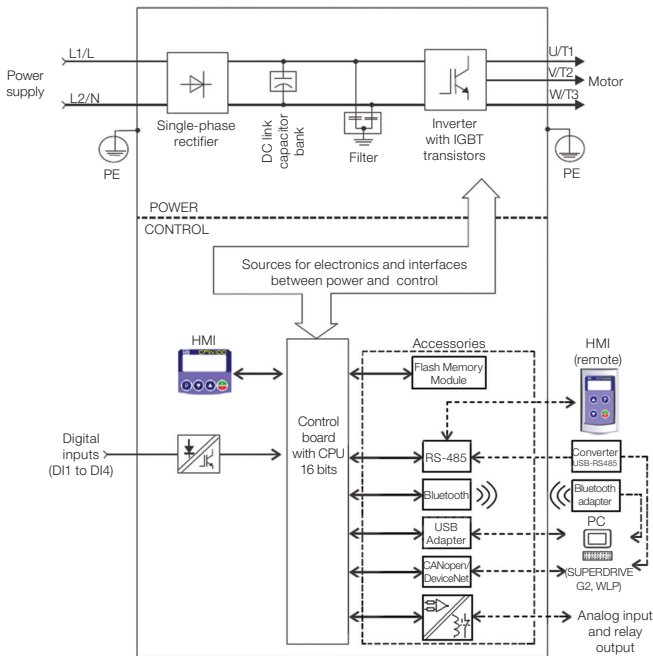 L1/L
U/T1
Power
supply
V/T2
Motor
L2/N
W/T3
Single-phase
rectifier
DC link
capacitor
bank
Filter
Inverter
with IGBT
transistors
PE
PE
POWER
CONTROL
Sources for electronics and interfaces
between power and control
HMI
Accessories
HMI
(remote)
Flash Memory
Module
Digital
inputs
(DI1 to DI4)
Control
board
with CPU
16 bits
RS-485
Converter
USB-RS485
Bluetooth
Bluetooth
adapter
USB
Adapter
PC
CANopen/
DeviceNet
(SUPERDRIVE
G2, WLP)
Analog input
and relay
output